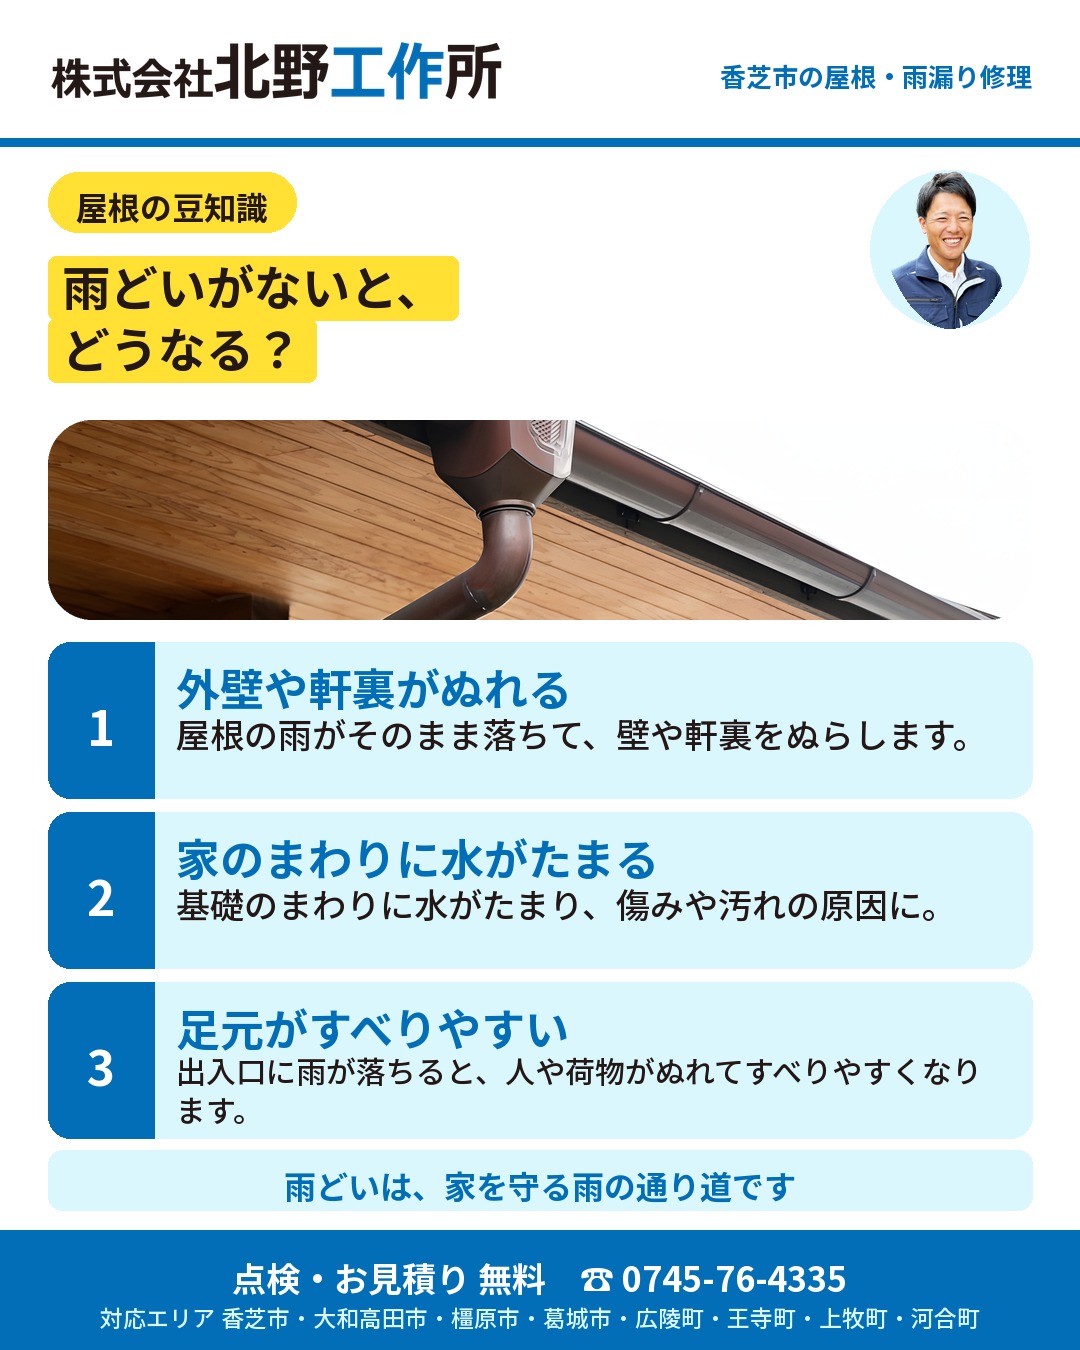 株式会社北野工作所
香芝市の屋根・雨漏り修理
屋根の豆知識
雨どいがないと、
どうなる？
1
外壁や軒裏がぬれる
屋根の雨がそのまま落ちて、壁や軒裏をぬらします。
2
家のまわりに水がたまる
基礎のまわりに水がたまり、傷みや汚れの原因に。
3
足元がすべりやすい
出入口に雨が落ちると、人や荷物がぬれてすべりやすくなり
ます。
雨どいは、家を守る雨の通り道です
点検・お見積り 無料 ☎ 0745-76-4335
対応エリア 香芝市・大和高田市・橿原市・葛城市・広陵町・王寺町・上牧町・河合町